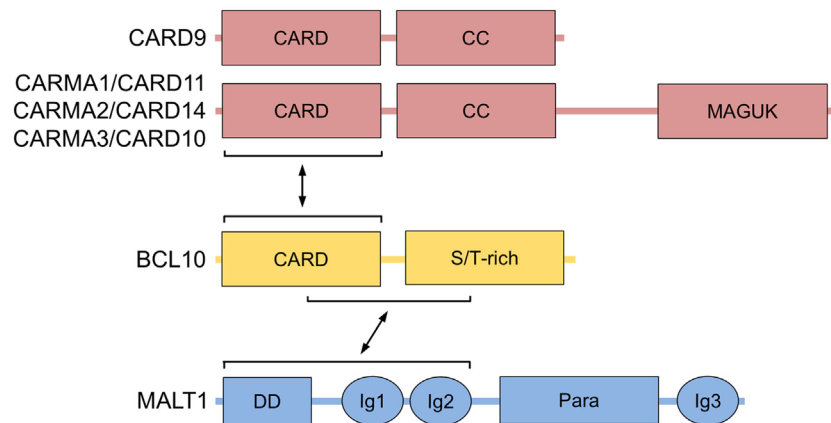 CARD9 CARD CC
CARMA1/CARD11
CARMA2/CARD14 CARD CC MAGUK
CARMA3/CARD10
BCL10 CARD S/T-rich
MALT1 DD Ig1 Ig2 Para Ig3